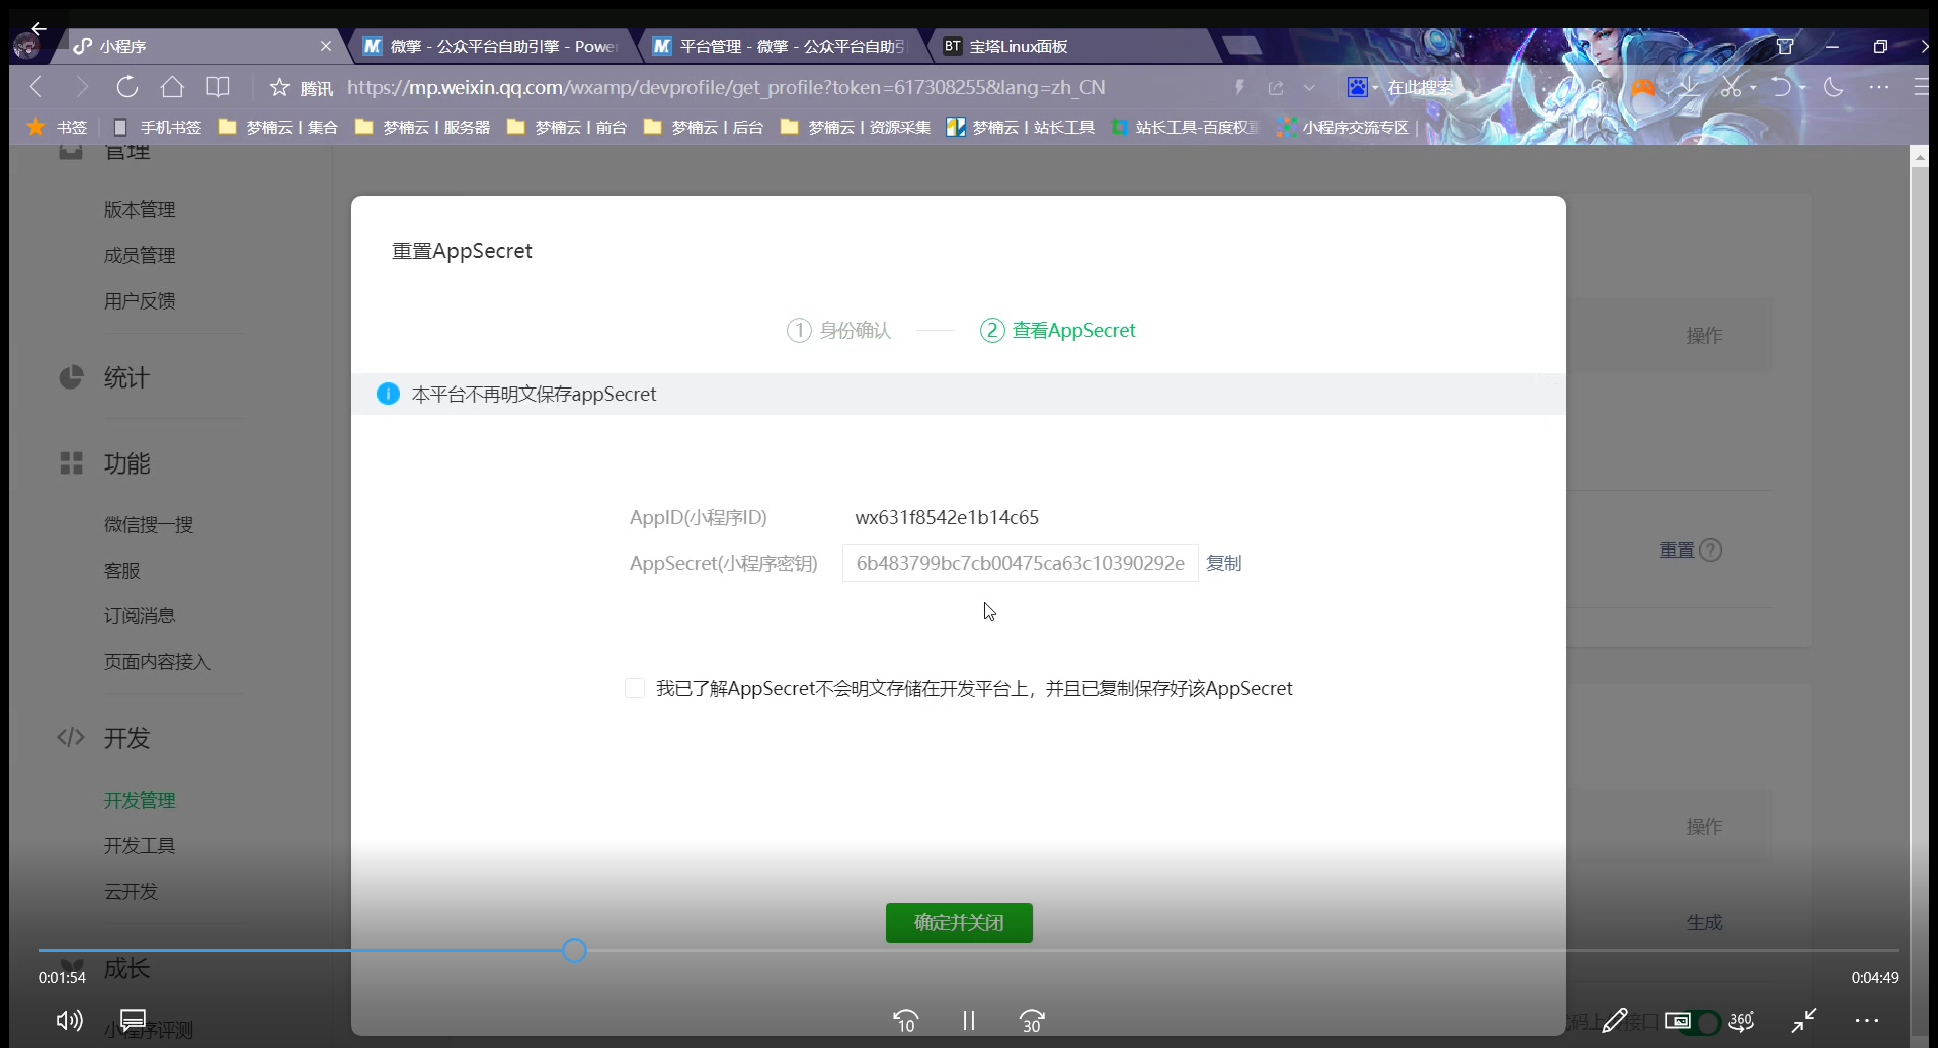 小程序
微擎 - 公众平台自助引擎 - Power
平台管理 - 微擎 - 公众平台自助引
BT 宝塔Linux面板
腾讯 https://mp.weixin.qq.com/wxamp/devprofile/get_profile?token=617308255&lang=zh_CN
在此搜索
书签
手机书签
梦楠云丨集合
梦楠云丨服务器
梦楠云丨前台
梦楠云丨后台
梦楠云丨资源采集
梦楠云丨站长工具
站长工具-百度权重
小程序交流专区
管理
版本管理
成员管理
用户反馈
统计
功能
微信搜一搜
客服
订阅消息
页面内容接入
开发
开发管理
开发工具
云开发
成长
小程序评测
重置AppSecret
1 身份确认
2 查看AppSecret
本平台不再明文保存appSecret
AppID(小程序ID) wx631f8542e1b14c65
AppSecret(小程序密钥) 6b483799bc7cb00475ca63c10390292e 复制
我已了解AppSecret不会明文存储在开发平台上，并且已复制保存好该AppSecret
确定并关闭
操作
重置 ?
操作
生成
接口
0:01:54
0:04:49
10
30
360°